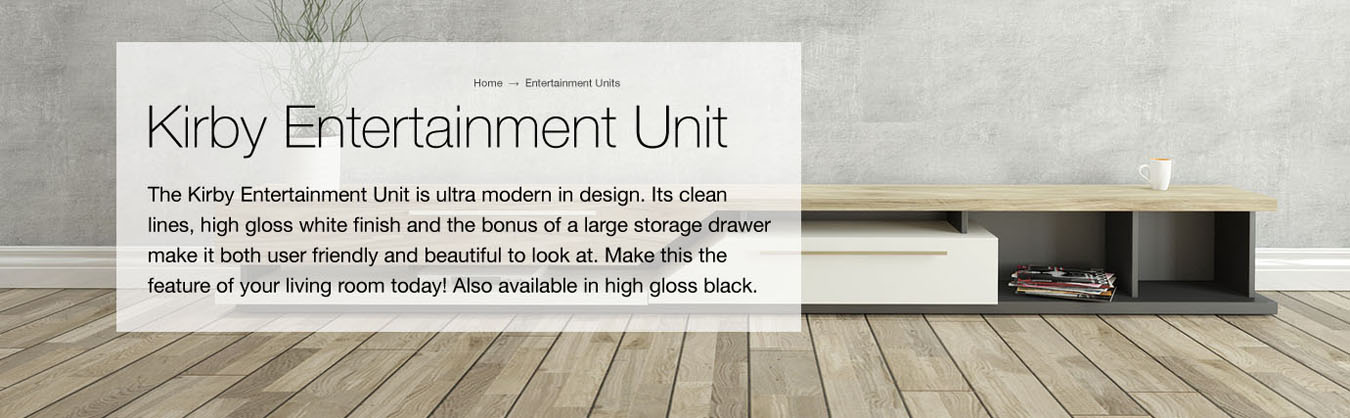 Home → Entertainment Units
Kirby Entertainment Unit
The Kirby Entertainment Unit is ultra modern in design. Its clean
lines, high gloss white finish and the bonus of a large storage drawer
make it both user friendly and beautiful to look at. Make this the
feature of your living room today! Also available in high gloss black.